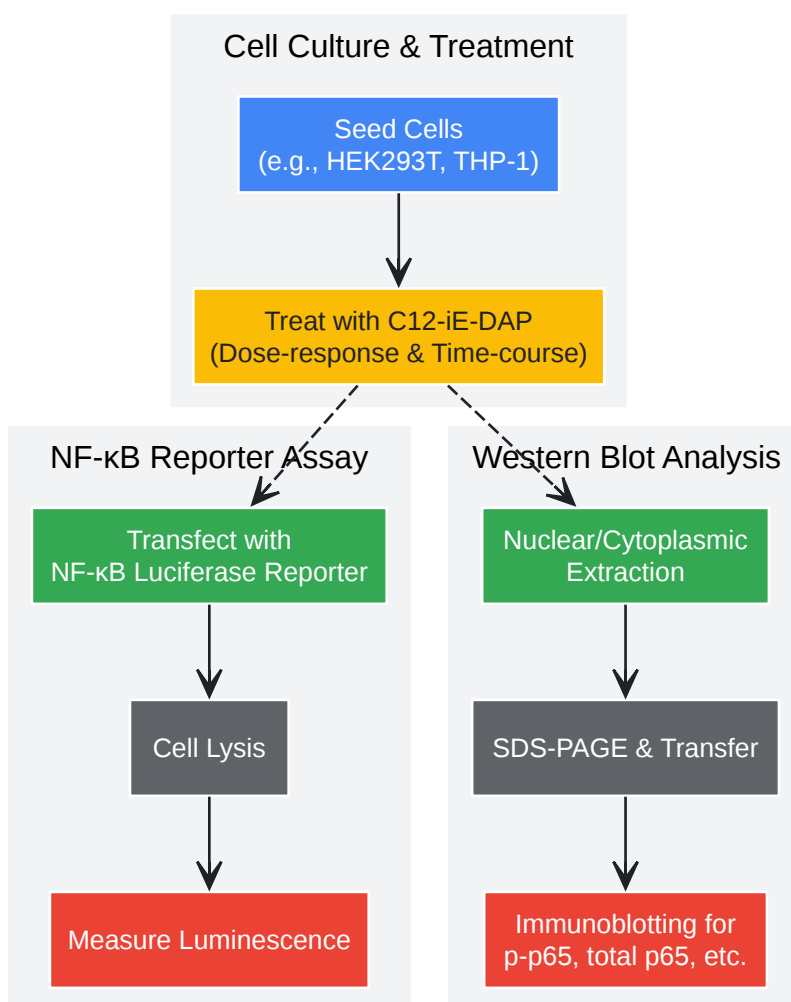 Cell Culture & Treatment
Seed Cells
(e.g., HEK293T, THP-1)
Treat with C12-iE-DAP
(Dose-response & Time-course)
NF-κB Reporter Assay
Transfect with
NF-κB Luciferase Reporter
Cell Lysis
Measure Luminescence
Western Blot Analysis
Nuclear/Cytoplasmic
Extraction
SDS-PAGE & Transfer
Immunoblotting for
p-p65, total p65, etc.